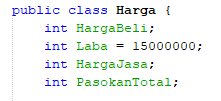 public class Harga {
    int HargaBeli;
    int Laba = 15000000;
    int HargaJasa;
    int PasokanTotal;